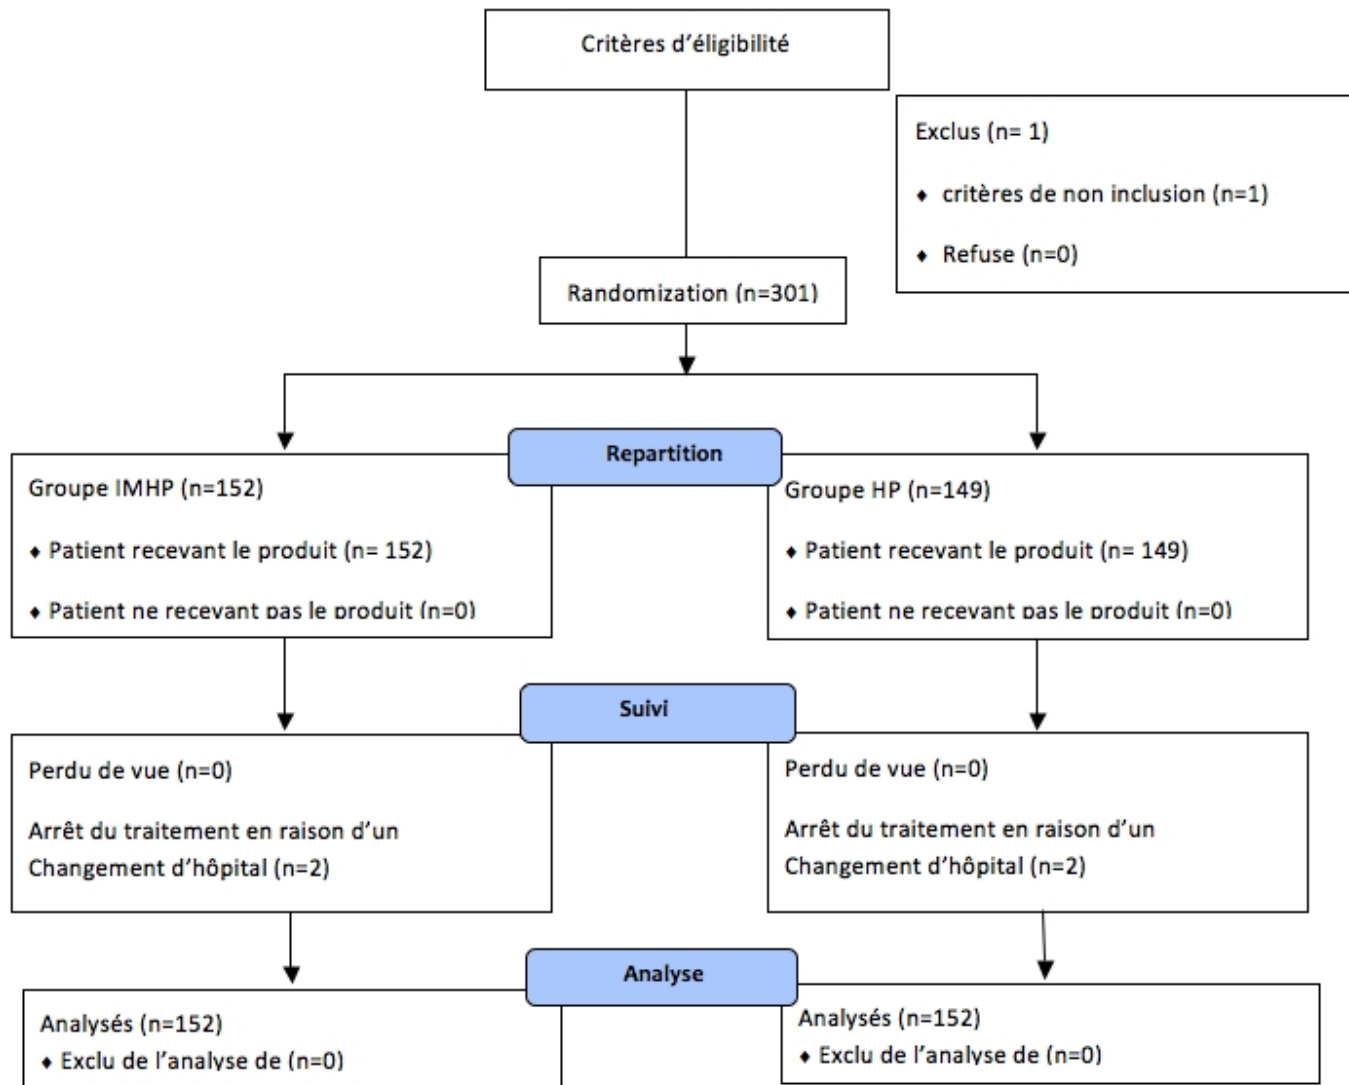 Critères d'éligibilité
Exclus (n= 1)
♦ critères de non inclusion (n=1)
♦ Refuse (n=0)
Randomization (n=301)
Repartition
Groupe IMHP (n=152)
♦ Patient recevant le produit (n= 152)
♦ Patient ne recevant pas le produit (n=0)
Groupe HP (n=149)
♦ Patient recevant le produit (n= 149)
♦ Patient ne recevant pas le produit (n=0)
Suivi
Perdu de vue (n=0)
Arrêt du traitement en raison d'un
Changement d'hôpital (n=2)
Perdu de vue (n=0)
Arrêt du traitement en raison d'un
Changement d'hôpital (n=2)
Analyse
Analysés (n=152)
♦ Exclu de l'analyse de (n=0)
Analysés (n=152)
♦ Exclu de l'analyse de (n=0)